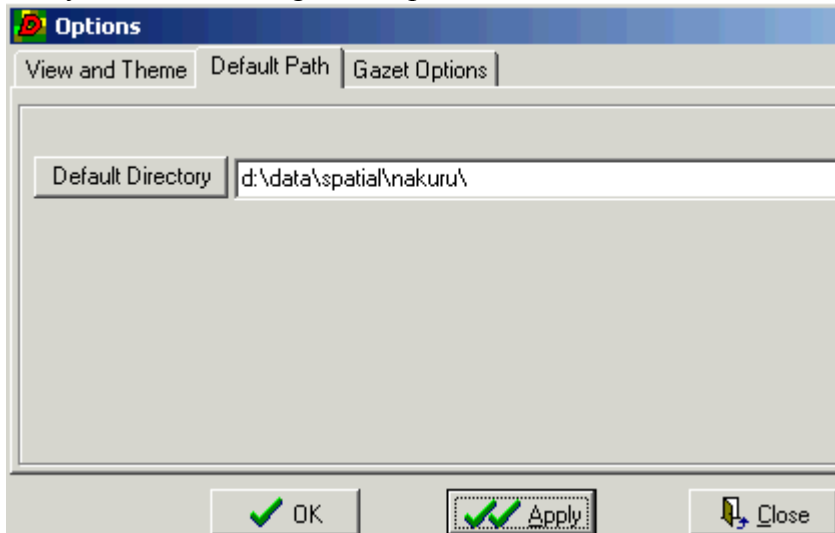 Options
View and Theme Default Path Gazet Options
Default Directory d:\data\spatial\nakuru\
OK Apply Close